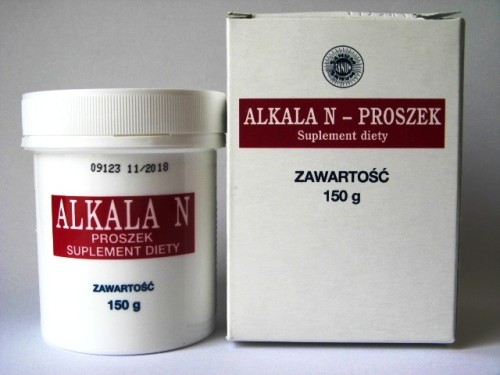 09123 11/2018
ALKALA N
PROSZEK
SUPLEMENT DIETY
ZAWARTOŚĆ
150 g
ALKALA N – PROSZEK
Suplement diety
ZAWARTOŚĆ
150 g